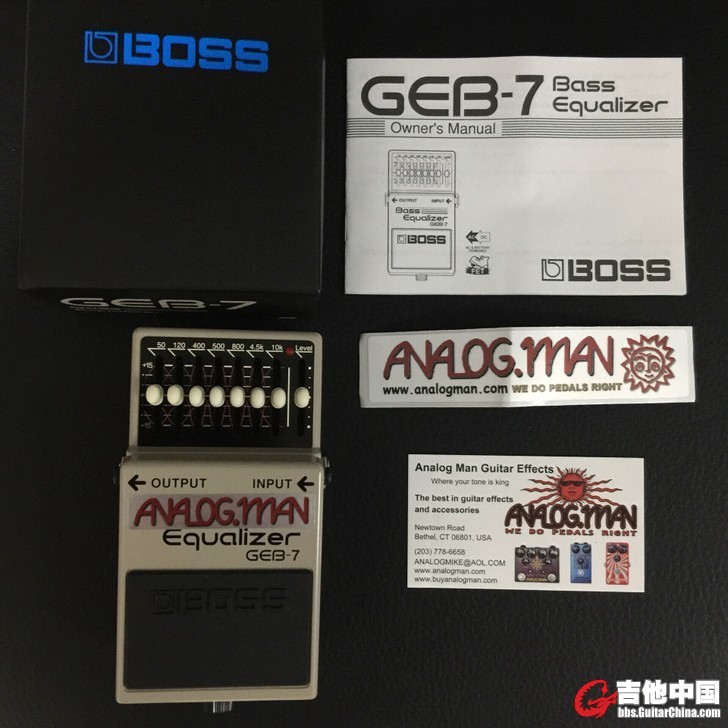 BOSS
GEB-7
GEB-7 Bass Equalizer
Owner's Manual
OUTPUT INPUT
Bass
Equalizer
GEB-7
BOSS
AC DC
FET
BOSS
50 120 400 500 800 4.5k 10k Level
+15
OUTPUT INPUT
ANALOG.MAN
Equalizer
GEB-7
BOSS
ANALOG.MAN
www.analogman.com WE DO PEDALS RIGHT
Analog Man Guitar Effects
Where your tone is king
The best in guitar effects
and accessories
Newtown Road
Bethel, CT 06801, USA
(203) 778-6658
ANALOGMIKE@AOL.COM
www.analogman.com
www.buyanalogman.com
ANALOG.MAN
WE DO PEDALS RIGHT
吉他中国
bbs.GuitarChina.com